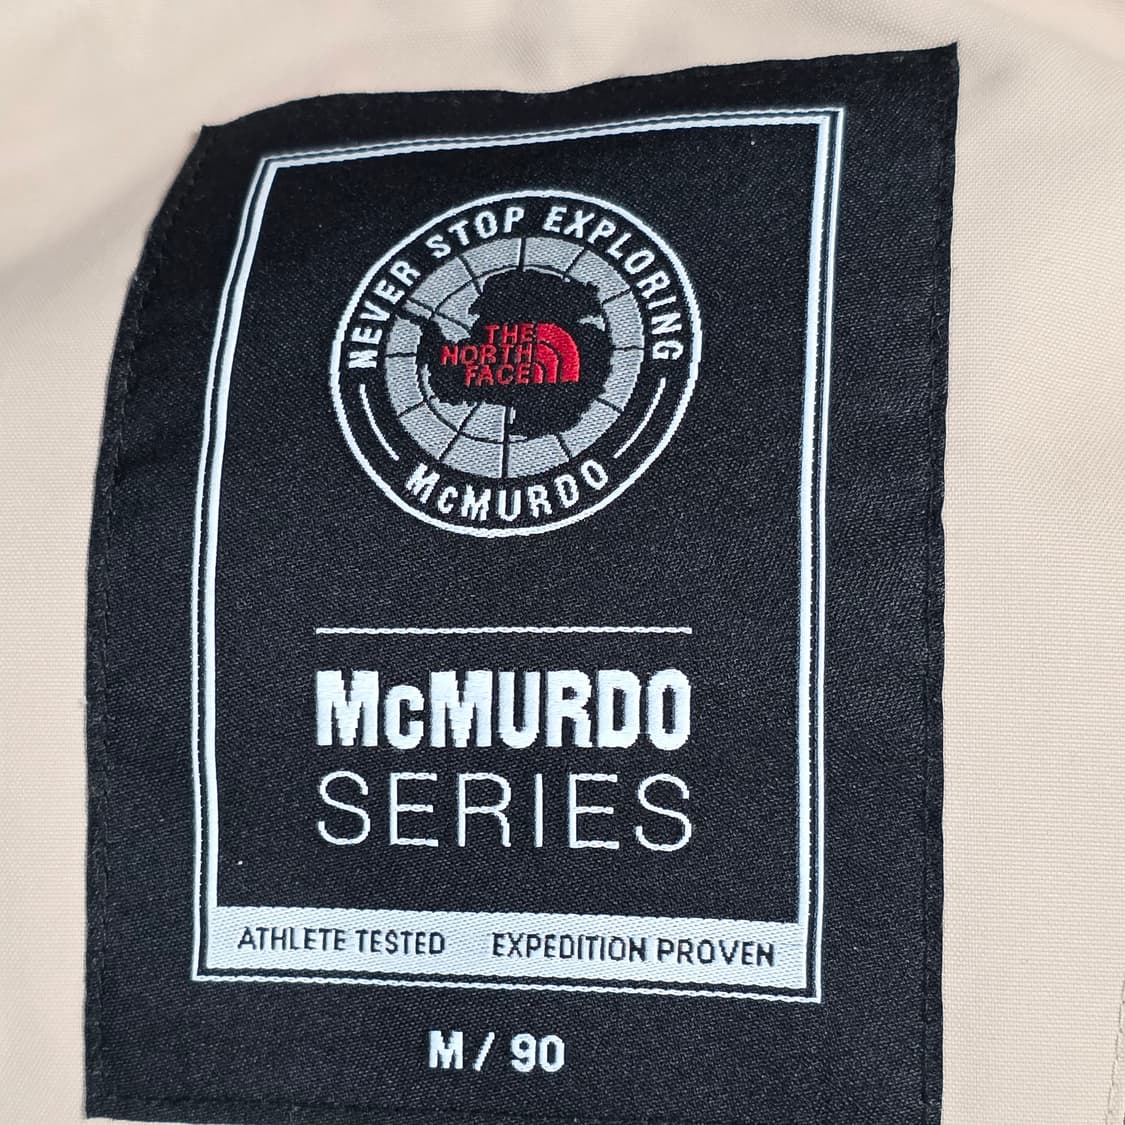 NEVER STOP EXPLORING
THE
NORTH
FACE
McMURDO
McMURDO
SERIES
ATHLETE TESTED EXPEDITION PROVEN
M / 90